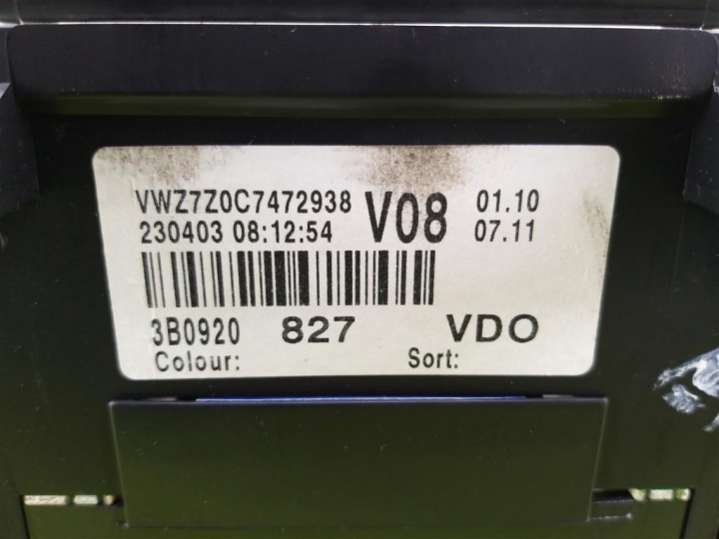 VWZ7Z0C7472938 V08 01.10
230403 08:12:54 07.11
3B0920 827 VDO
Colour: Sort: